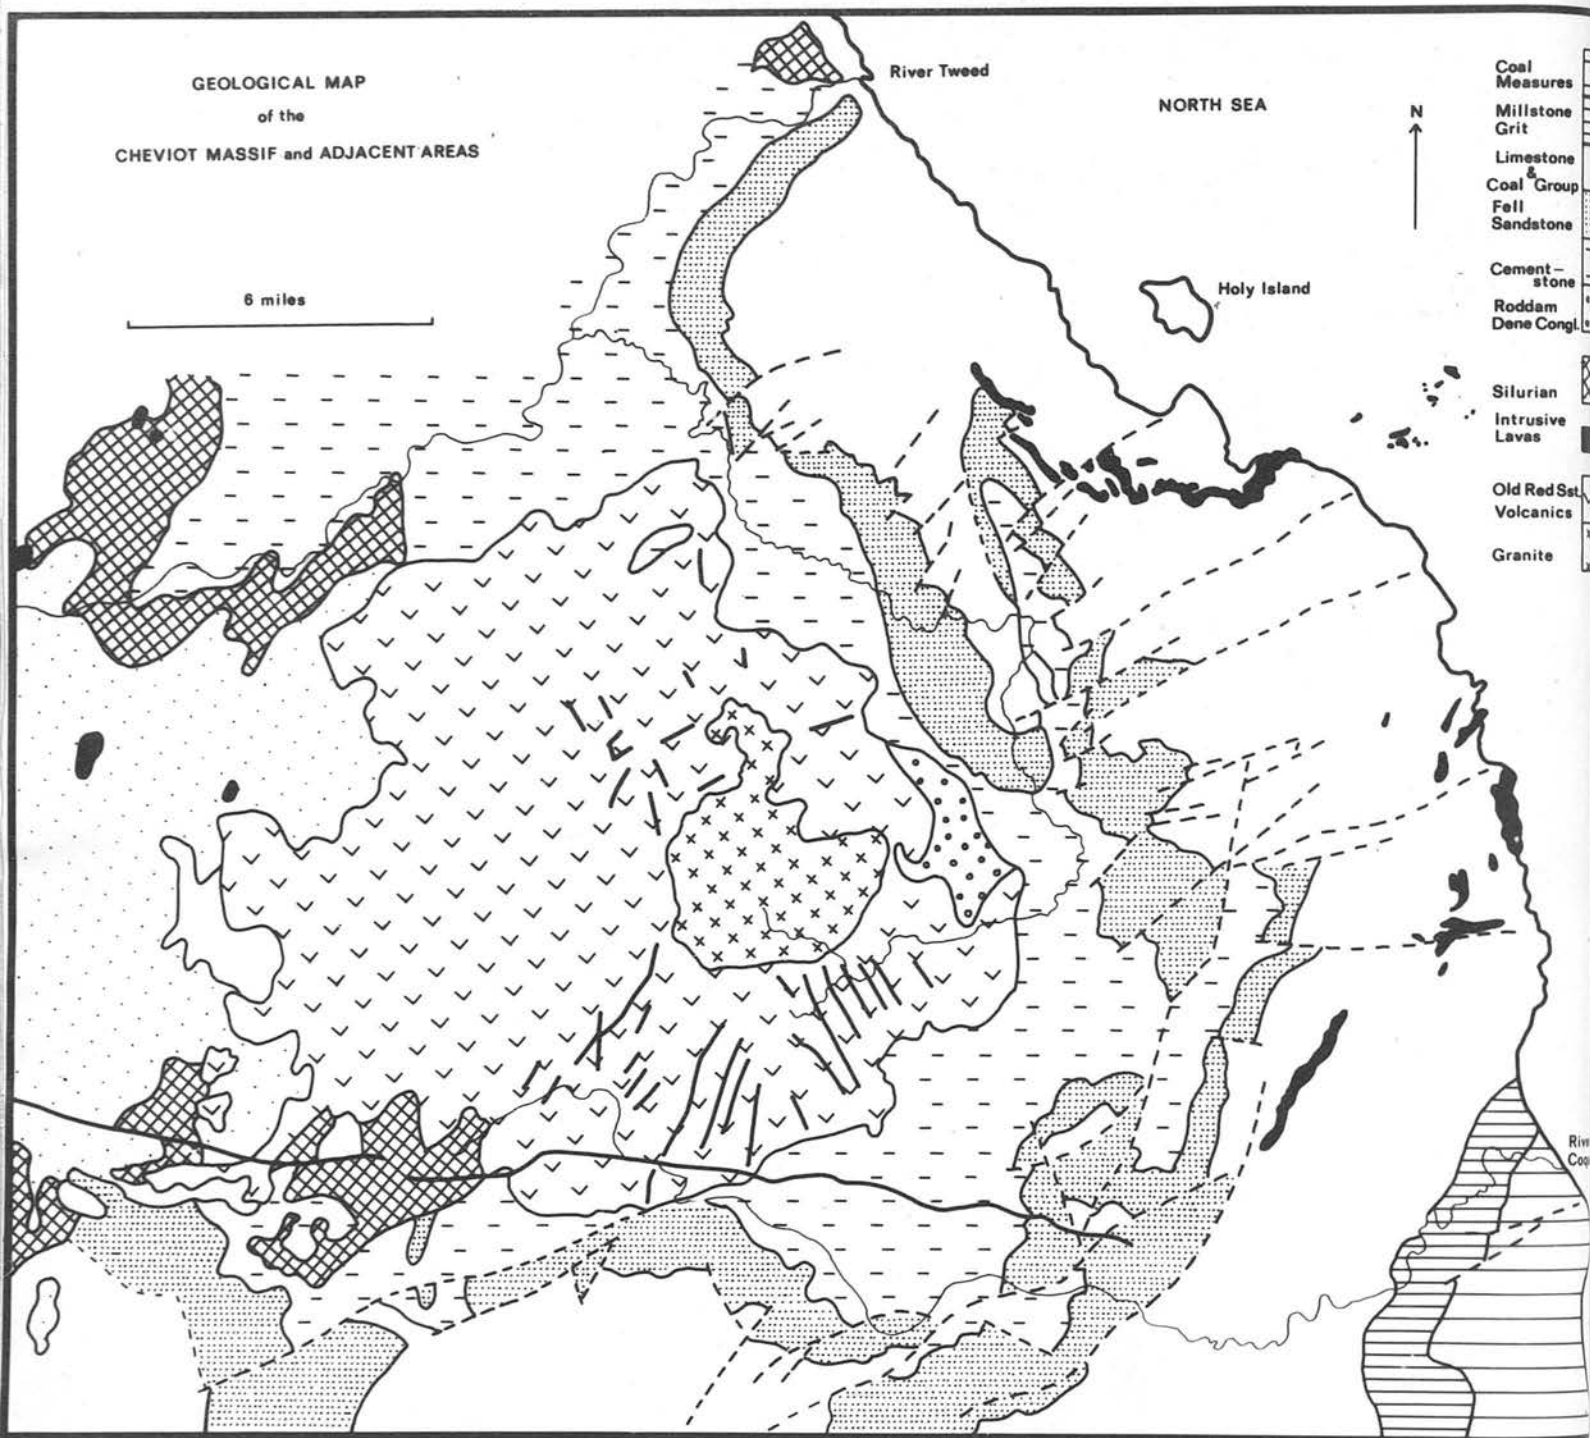 GEOLOGICAL MAP
of the
CHEVIOT MASSIF and ADJACENT AREAS
6 miles
River Tweed
NORTH SEA
N
Holy Island
Coal
Measures
Millstone
Grit
Limestone
&
Coal Group
Fell
Sandstone
Cement-
stone
Roddam
Dene Congl.
Silurian
Intrusive
Lavas
Old Red Sst.
Volcanics
Granite